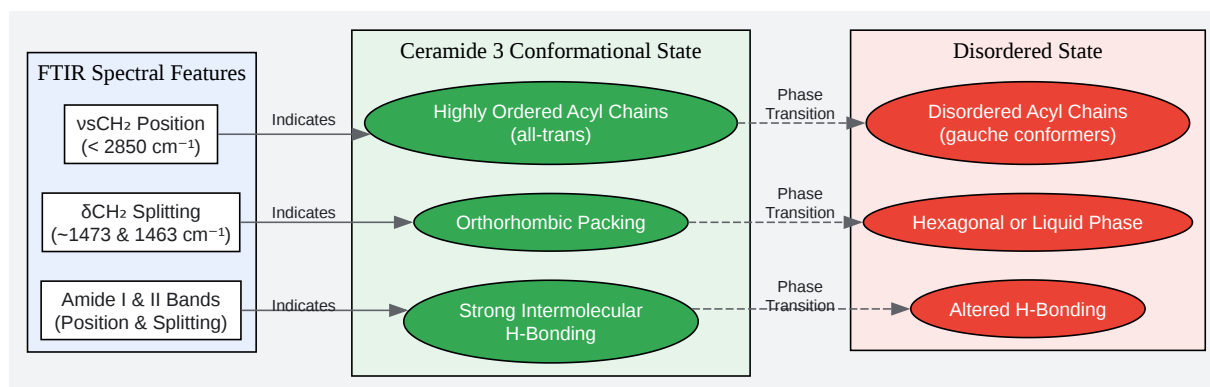 FTIR Spectral Features
νsCH₂ Position
(< 2850 cm⁻¹)
δCH₂ Splitting
(~1473 & 1463 cm⁻¹)
Amide I & II Bands
(Position & Splitting)
Indicates
Indicates
Indicates
Ceramide 3 Conformational State
Highly Ordered Acyl Chains
(all-trans)
Orthorhombic Packing
Strong Intermolecular
H-Bonding
Phase
Transition
Phase
Transition
Phase
Transition
Disordered State
Disordered Acyl Chains
(gauche conformers)
Hexagonal or Liquid Phase
Altered H-Bonding